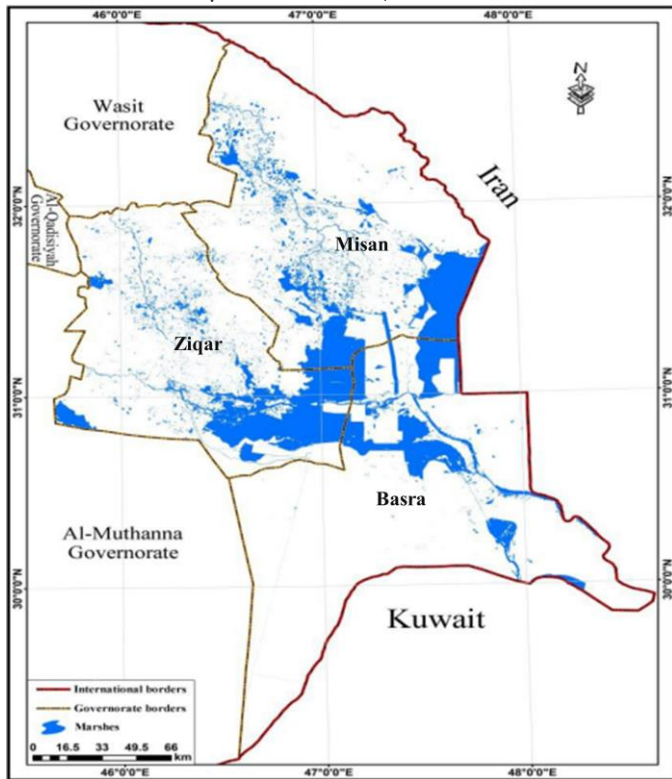 46°0'0"E 47°0'0"E 48°0'0"E
N
Wasit
Governorate
Iran
32°0'0"N
32°0'0"N
Al-Qadisiyah
Governorate
Misan
Ziqar
31°0'0"N
31°0'0"N
Basra
Al-Muthanna
Governorate
30°0'0"N
30°0'0"N
Kuwait
International borders
Governorate borders
Marshes
0 16.5 33 49.5 66
km
46°0'0"E 47°0'0"E 48°0'0"E